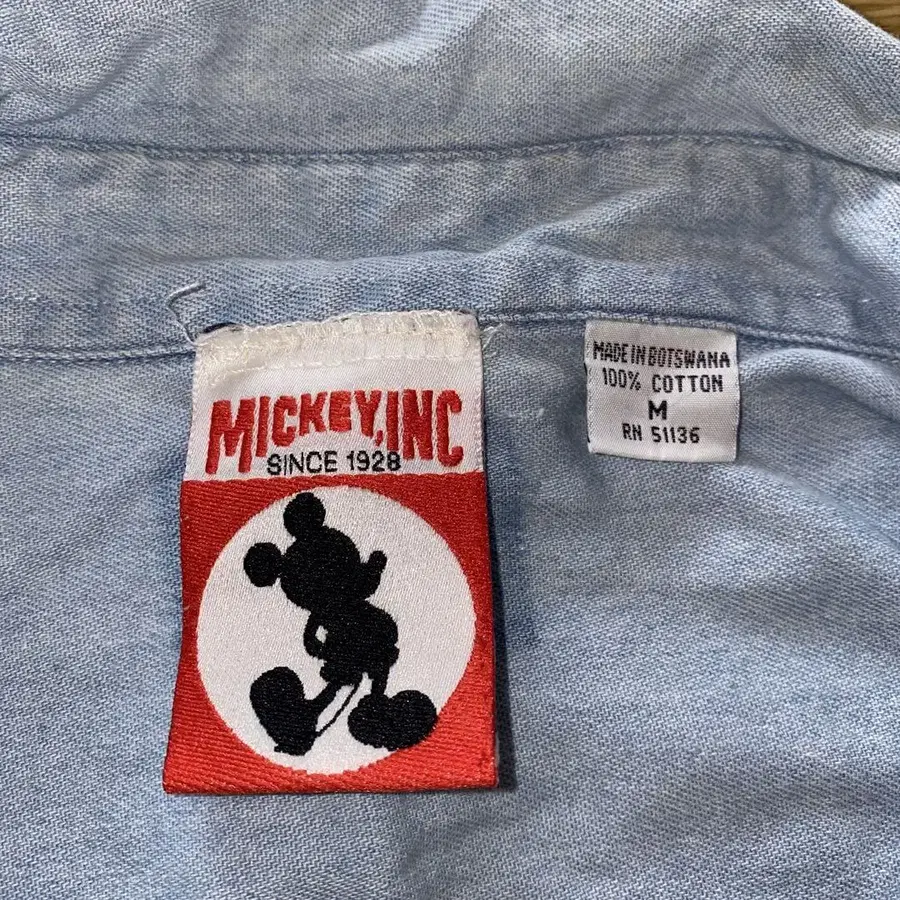 MICKEY, INC
SINCE 1928
MADE IN BOTSWANA
100% COTTON
M
RN 51136